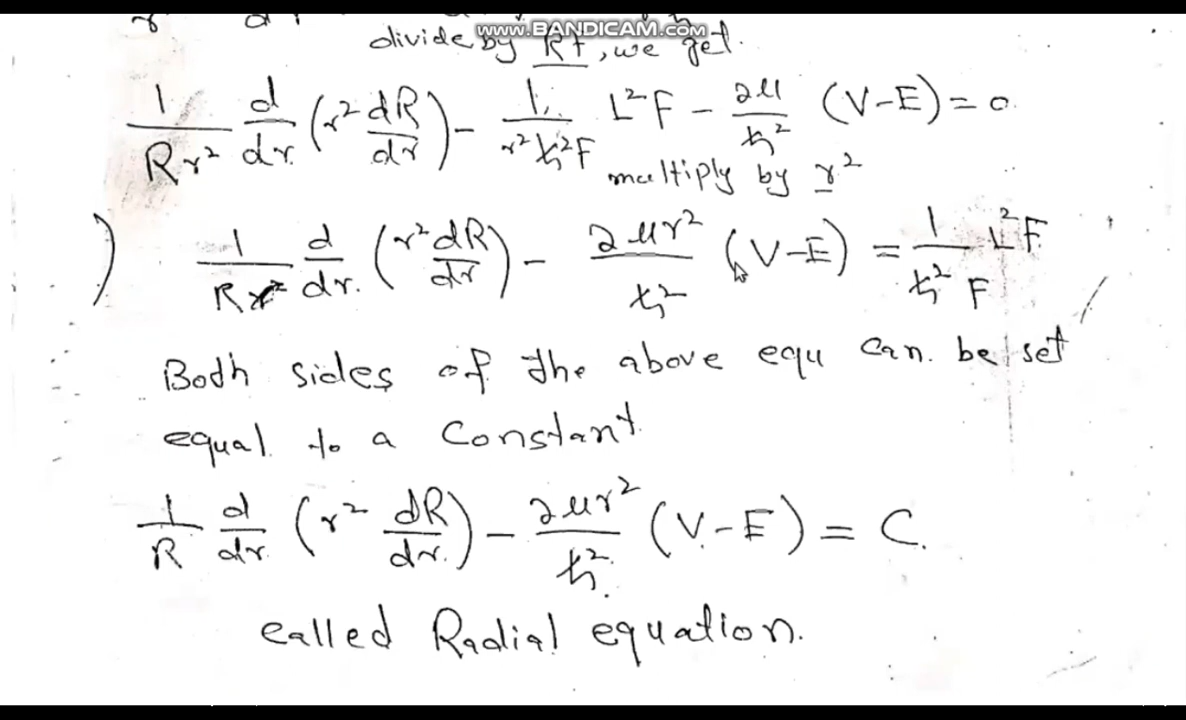 www.BANDICAM.com
divide by RF, we get.
1/(Rr²) d/dr (r² dR/dr) - 1/(r²ħ²F) L²F - 2μ/ħ² (V-E) = 0
multiply by r²
) 1/R d/dr (r² dR/dr) - 2μr²/ħ² (V-E) = 1/(ħ²F) L²F
Both sides of the above equ can be set
equal to a constant
1/R d/dr (r² dR/dr) - 2μr²/ħ² (V-E) = C.
called Radial equation.